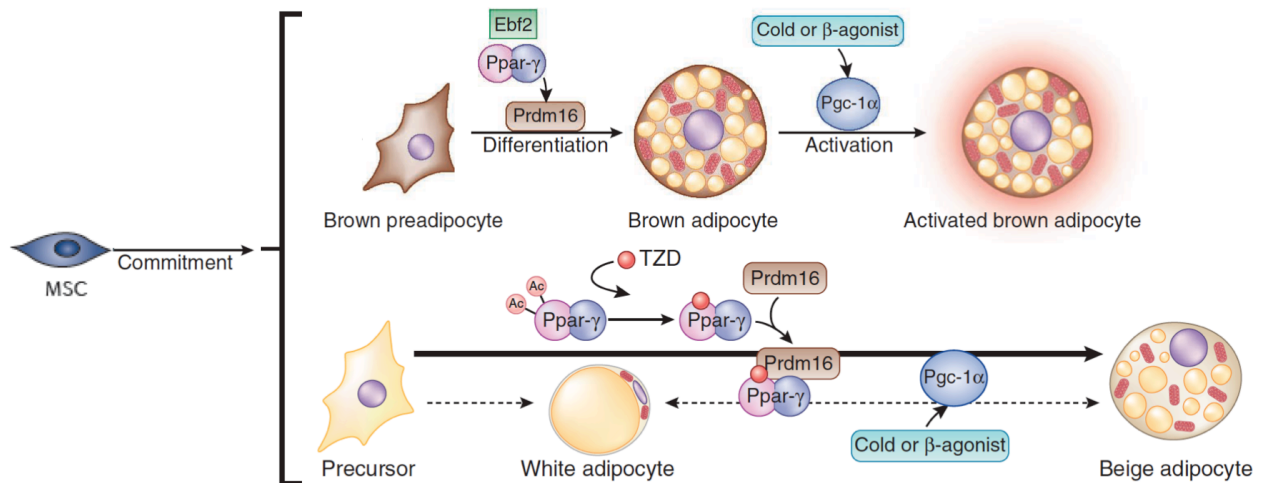 Ebf2
Ppar-γ
Prdm16
Differentiation
Cold or β-agonist
Pgc-1α
Activation
Brown preadipocyte
Brown adipocyte
Activated brown adipocyte
MSC
Commitment
TZD
Ac
Ac
Ppar-γ
Ppar-γ
Prdm16
Prdm16
Ppar-γ
Pgc-1α
Cold or β-agonist
Precursor
White adipocyte
Beige adipocyte